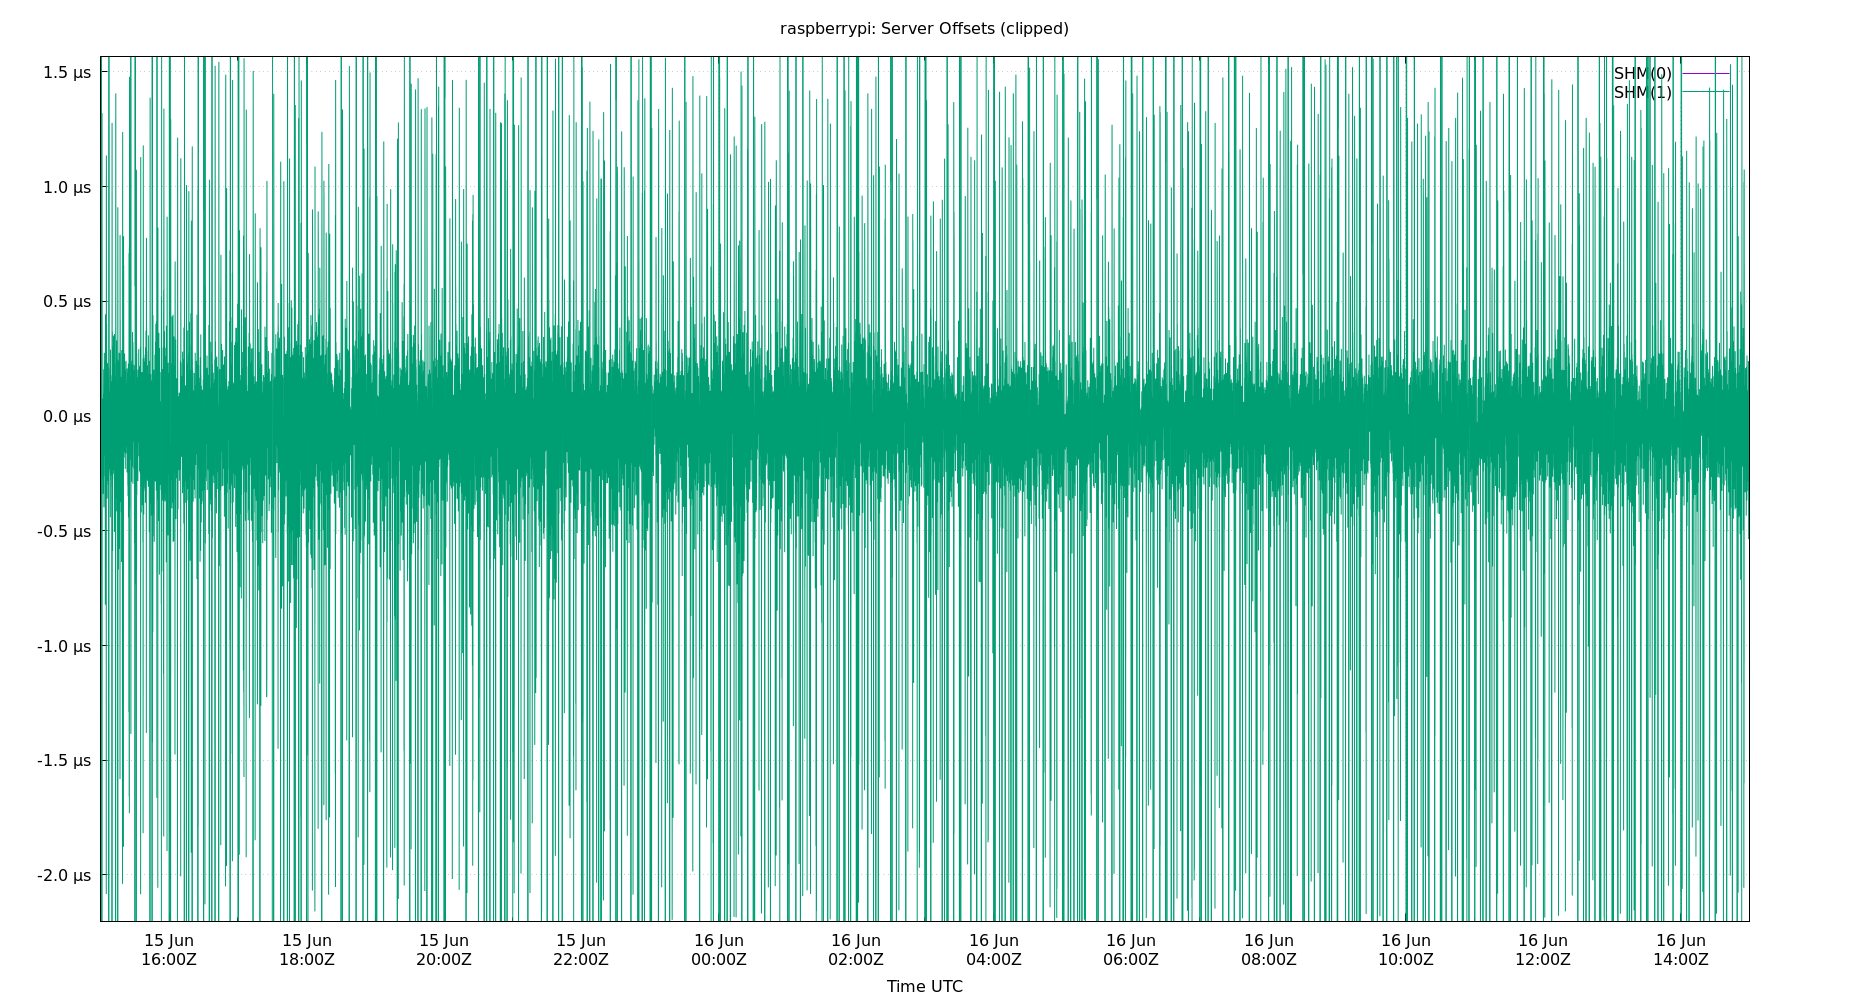 raspberrypi: Server Offsets (clipped)
1.5 µs
1.0 µs
0.5 µs
0.0 µs
-0.5 µs
-1.0 µs
-1.5 µs
-2.0 µs
SHM(0)
SHM(1)
15 Jun 15 Jun 15 Jun 15 Jun 16 Jun 16 Jun 16 Jun 16 Jun 16 Jun 16 Jun 16 Jun 16 Jun
16:00Z 18:00Z 20:00Z 22:00Z 00:00Z 02:00Z 04:00Z 06:00Z 08:00Z 10:00Z 12:00Z 14:00Z
Time UTC